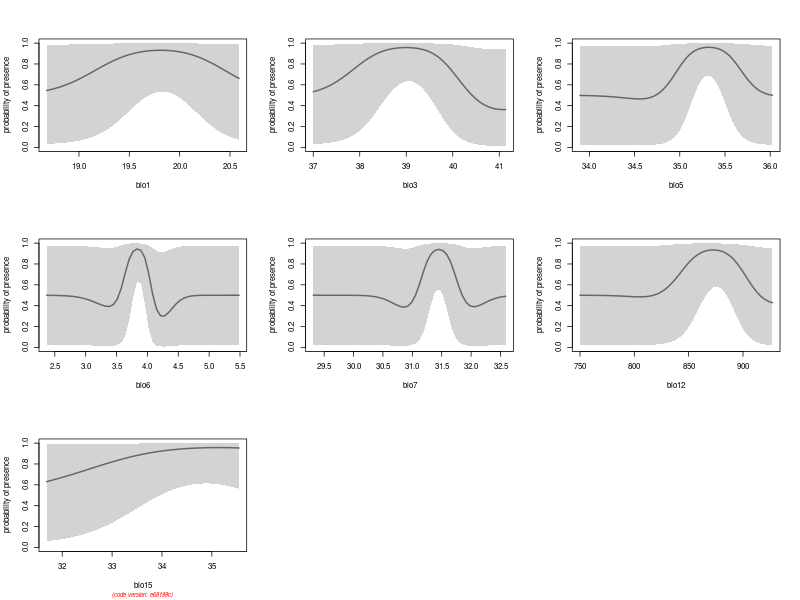 probability of presence
0.0 0.2 0.4 0.6 0.8 1.0
19.0 19.5 20.0 20.5
bio1
probability of presence
0.0 0.2 0.4 0.6 0.8 1.0
37 38 39 40 41
bio3
probability of presence
0.0 0.2 0.4 0.6 0.8 1.0
34.0 34.5 35.0 35.5 36.0
bio5
probability of presence
0.0 0.2 0.4 0.6 0.8 1.0
2.5 3.0 3.5 4.0 4.5 5.0 5.5
bio6
probability of presence
0.0 0.2 0.4 0.6 0.8 1.0
29.5 30.0 30.5 31.0 31.5 32.0 32.5
bio7
probability of presence
0.0 0.2 0.4 0.6 0.8 1.0
750 800 850 900
bio12
probability of presence
0.0 0.2 0.4 0.6 0.8 1.0
32 33 34 35
bio15
(code version: